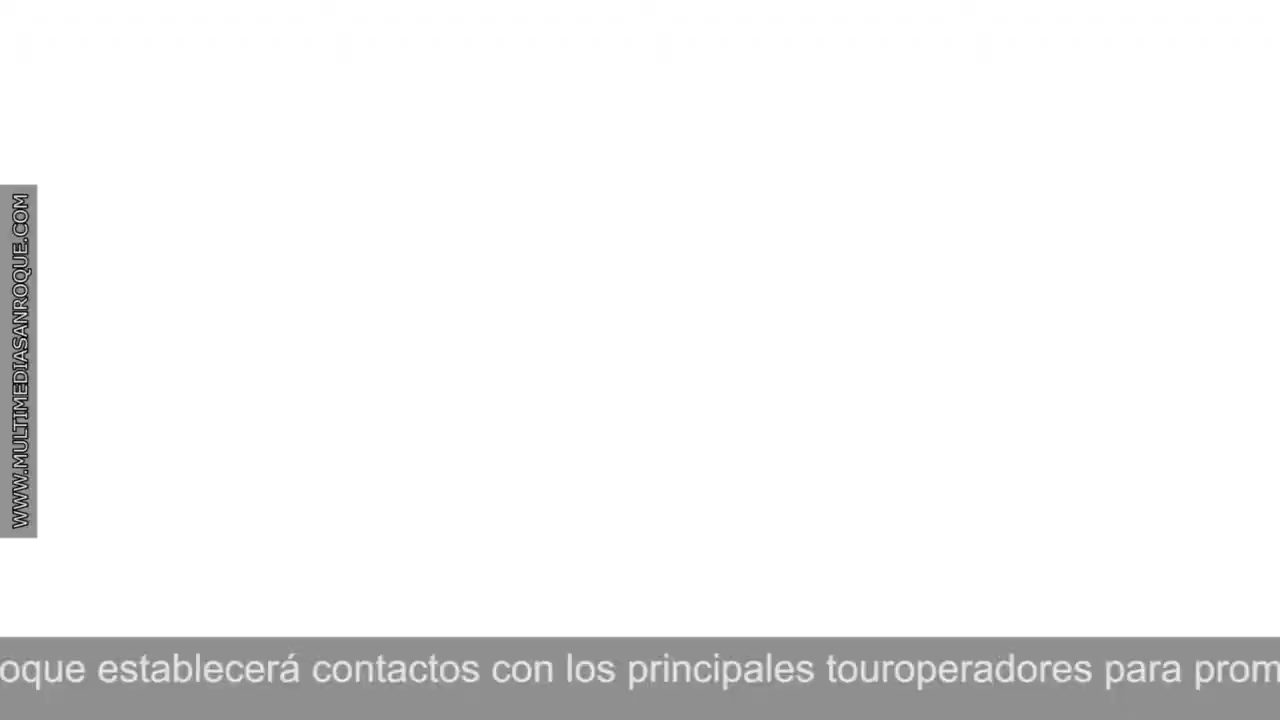 WWW.MULTIMEDIASANROQUE.COM
oque establecerá contactos con los principales touroperadores para prom